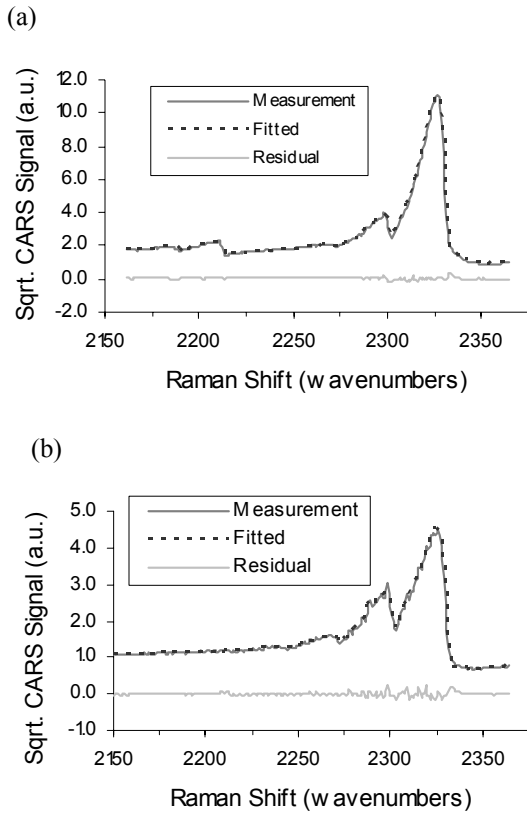 (a)
Sqrt. CARS Signal (a.u.)
12.0
10.0
8.0
6.0
4.0
2.0
0.0
-2.0
Measurement
Fitted
Residual
2150 2200 2250 2300 2350
Raman Shift (wavenumbers)
(b)
Sqrt. CARS Signal (a.u.)
5.0
4.0
3.0
2.0
1.0
0.0
-1.0
Measurement
Fitted
Residual
2150 2200 2250 2300 2350
Raman Shift (wavenumbers)